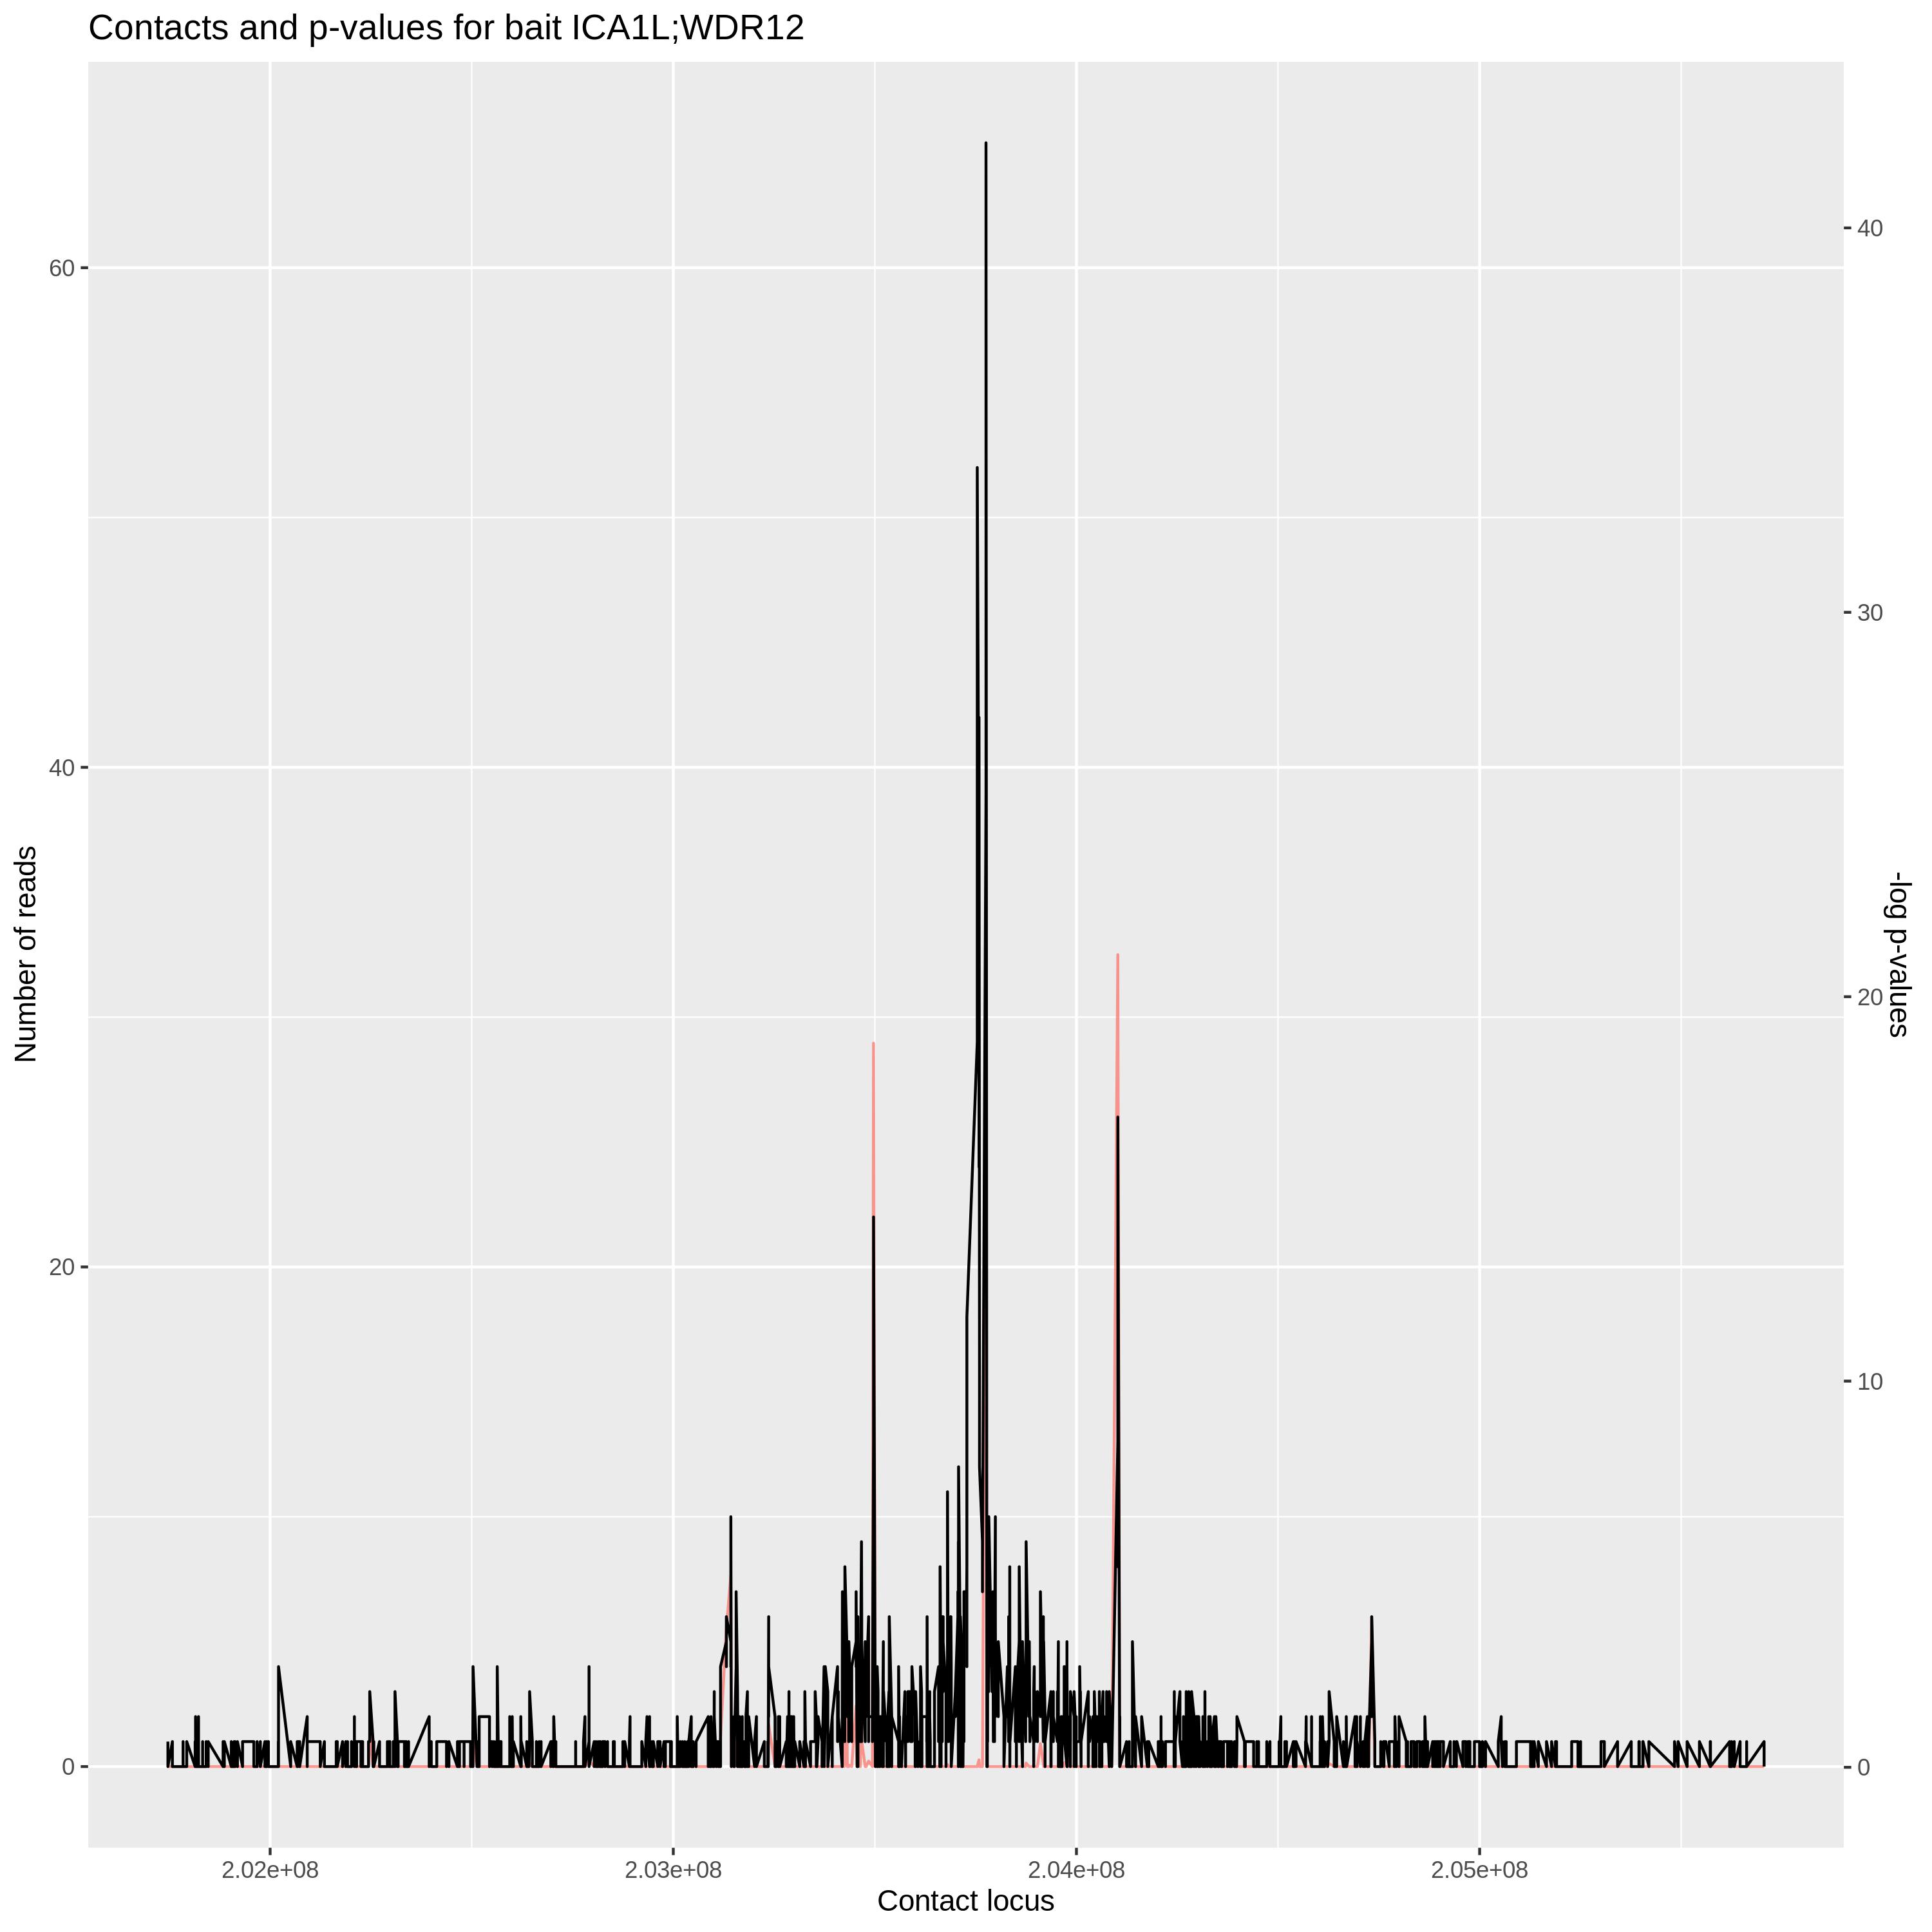 Contacts and p-values for bait ICA1L;WDR12
60
40
20
0
Number of reads
40
30
20
10
0
-log p-values
2.02e+08
2.03e+08
2.04e+08
2.05e+08
Contact locus